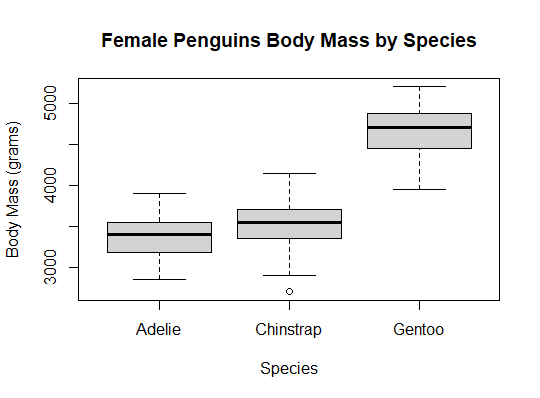 Female Penguins Body Mass by Species
Body Mass (grams)
5000
4000
3000
Adelie Chinstrap Gentoo
Species